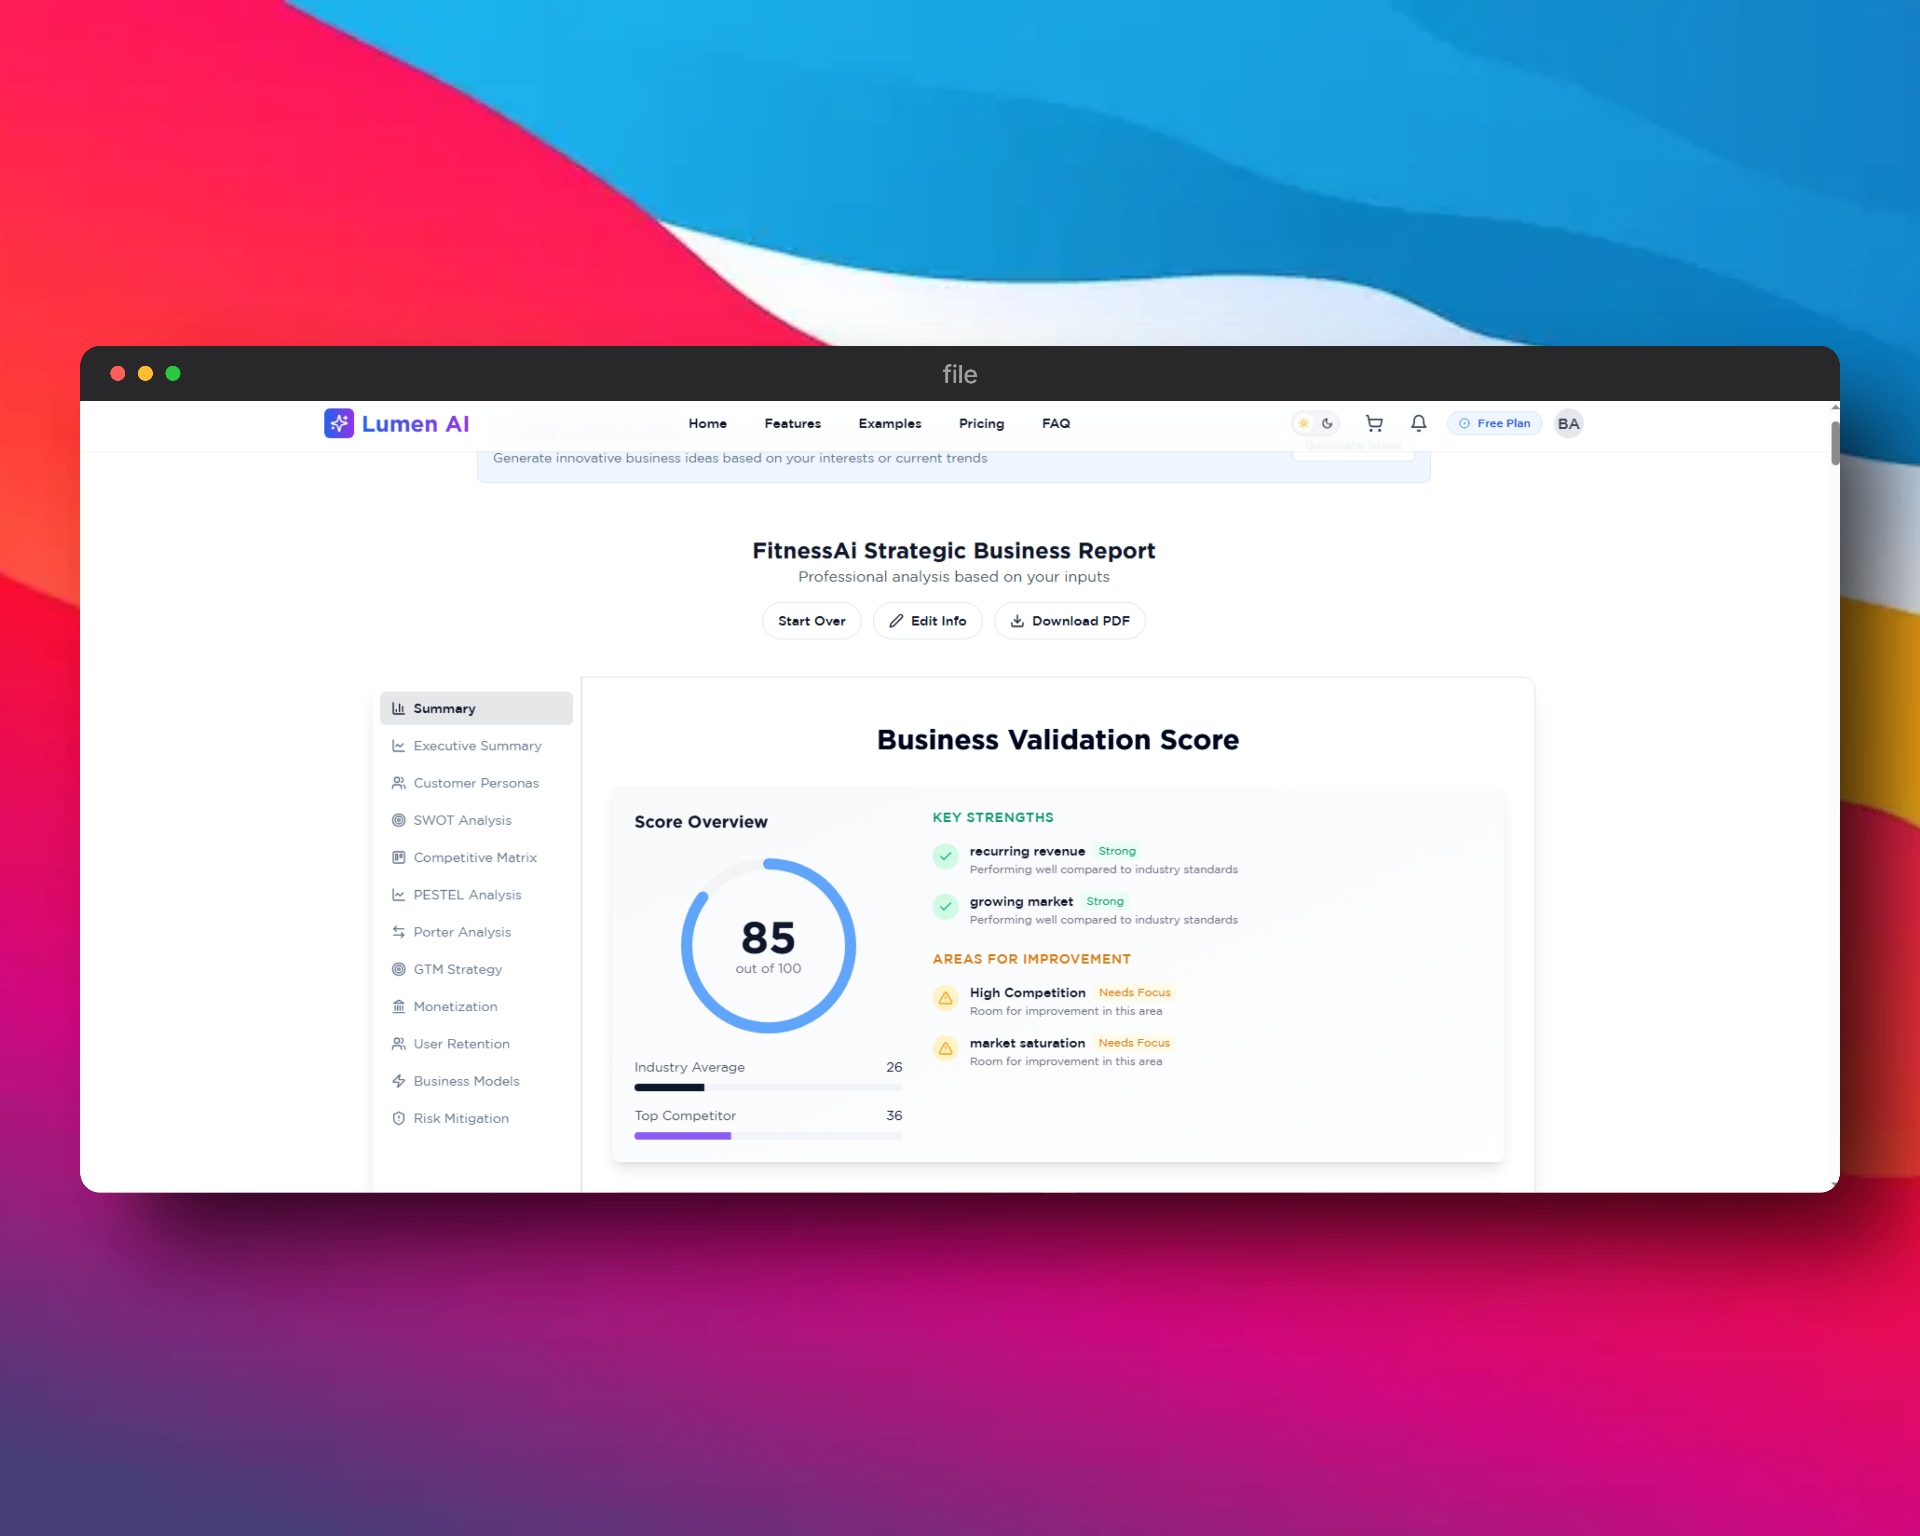 file
Lumen AI
Home Features Examples Pricing FAQ
Free Plan BA
Generate Ideas
Generate innovative business ideas based on your interests or current trends
FitnessAi Strategic Business Report
Professional analysis based on your inputs
Start Over Edit Info Download PDF
Summary
Executive Summary
Customer Personas
SWOT Analysis
Competitive Matrix
PESTEL Analysis
Porter Analysis
GTM Strategy
Monetization
User Retention
Business Models
Risk Mitigation
Business Validation Score
Score Overview
85
out of 100
Industry Average 26
Top Competitor 36
KEY STRENGTHS
recurring revenue Strong
Performing well compared to industry standards
growing market Strong
Performing well compared to industry standards
AREAS FOR IMPROVEMENT
High Competition Needs Focus
Room for improvement in this area
market saturation Needs Focus
Room for improvement in this area